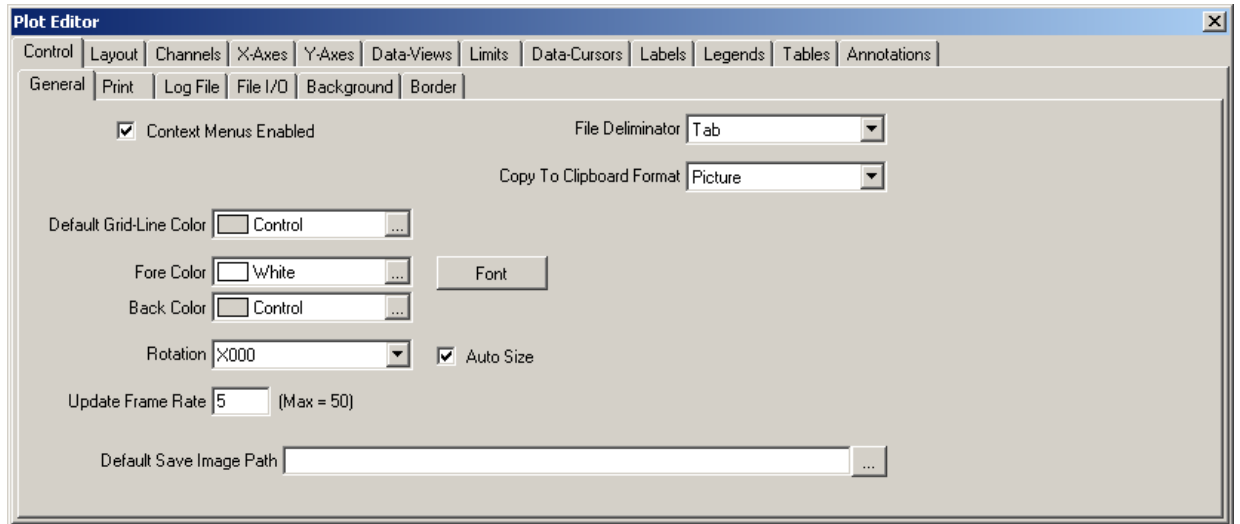 Plot Editor
Control Layout Channels X-Axes Y-Axes Data-Views Limits Data-Cursors Labels Legends Tables Annotations
General Print Log File File I/O Background Border
Context Menus Enabled File Deliminator Tab
Copy To Clipboard Format Picture
Default Grid-Line Color Control ...
Fore Color White ... Font
Back Color Control ...
Rotation X000 Auto Size
Update Frame Rate 5 (Max = 50)
Default Save Image Path ...